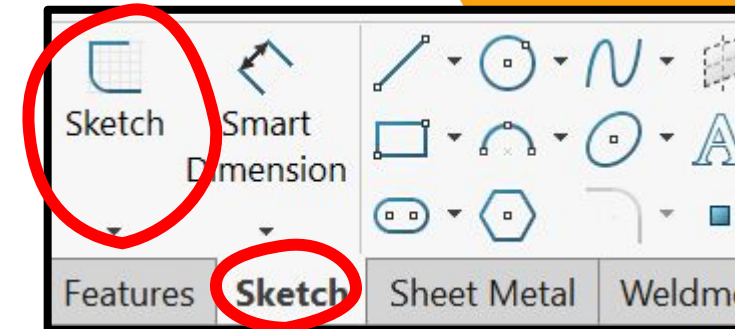 Sketch
Smart
Dimension
Features Sketch Sheet Metal